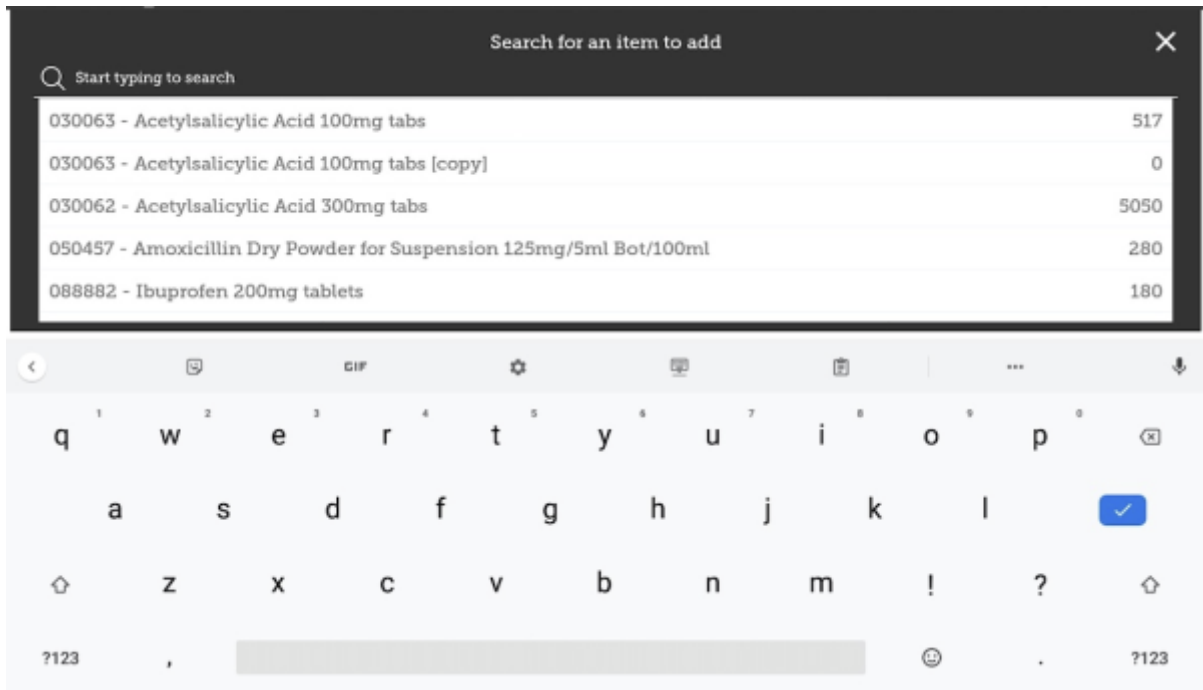 Search for an item to add
Start typing to search
030063 - Acetylsalicylic Acid 100mg tabs 517
030063 - Acetylsalicylic Acid 100mg tabs [copy] 0
030062 - Acetylsalicylic Acid 300mg tabs 5050
050457 - Amoxicillin Dry Powder for Suspension 125mg/5ml Bot/100ml 280
088882 - Ibuprofen 200mg tablets 180
GIF
1 2 3 4 5 6 7 8 9 0
q w e r t y u i o p
a s d f g h j k l
z x c v b n m ! ?
?123 , . ?123